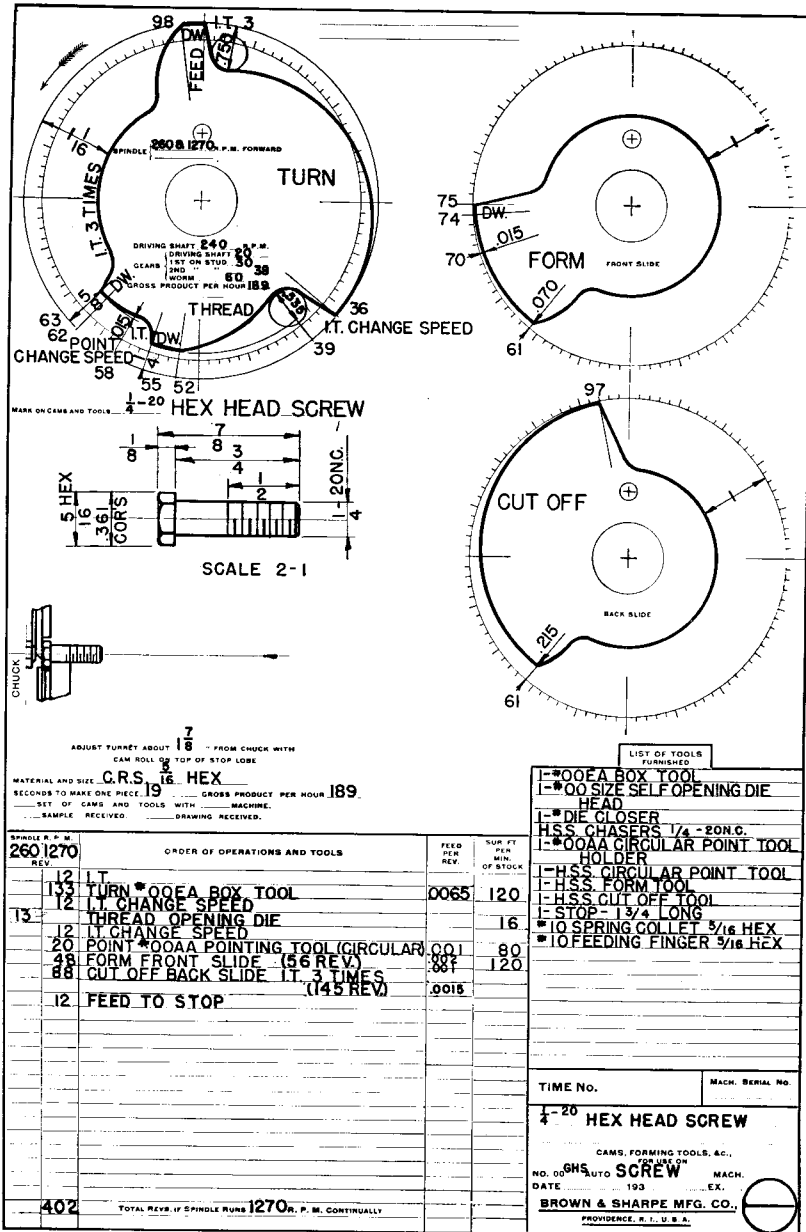 98 I.T. 3
DW.
FEED
.750
1 1/16
SPINDLE 260 & 1270 R.P.M. FORWARD
TURN
I.T. 3 TIMES
DRIVING SHAFT 240 R.P.M.
DRIVING SHAFT 20
GEARS 1ST ON STUD 30
2ND " " 38
WORM 60
GROSS PRODUCT PER HOUR 189
DW.
5/8
THREAD
.535
36
I.T. CHANGE SPEED
39
63
62 POINT
.015
I.T.
DW.
CHANGE SPEED
58
4
55
52
1
75
74 DW.
70
.015
FORM
FRONT SLIDE
.070
61
MARK ON CAMS AND TOOLS 1/4-20 HEX HEAD SCREW
7/8
1/8
3/4
1/2
1/4-20N.C.
5/16 HEX
.361 CORS
SCALE 2-1
97
CUT OFF
1
BACK SLIDE
.215
61
CHUCK
ADJUST TURRET ABOUT 1 7/8 " FROM CHUCK WITH
CAM ROLL ON TOP OF STOP LOBE
MATERIAL AND SIZE C.R.S. 5/16 HEX
SECONDS TO MAKE ONE PIECE 19 GROSS PRODUCT PER HOUR 189
SET OF CAMS AND TOOLS WITH MACHINE.
SAMPLE RECEIVED. DRAWING RECEIVED.
LIST OF TOOLS
FURNISHED
1-#00EA BOX TOOL
1-#00 SIZE SELF OPENING DIE
HEAD
1-#DIE CLOSER
H.S.S. CHASERS 1/4 -20N.C.
1-#00AA CIRCULAR POINT TOOL
HOLDER
1-H.S.S. CIRCULAR POINT TOOL
1-H.S.S. FORM TOOL
1-H.S.S. CUT OFF TOOL
1-STOP-1 3/4 LONG
#10 SPRING COLLET 5/16 HEX
#10 FEEDING FINGER 5/16 HEX
SPINDLE R. P. M.
260 1270
REV.
ORDER OF OPERATIONS AND TOOLS
FEED PER REV.
SUR FT PER MIN. OF STOCK
12 I.T.
133 TURN #00EA BOX TOOL .0065 120
12 I.T. CHANGE SPEED
13 THREAD OPENING DIE 16
12 I.T. CHANGE SPEED
20 POINT #00AA POINTING TOOL (CIRCULAR) .001 80
48 FORM FRONT SLIDE (56 REV.) .002 .001 120
88 CUT OFF BACK SLIDE I.T. 3 TIMES
(145 REV.) .0015
12 FEED TO STOP
402 TOTAL REVS. IF SPINDLE RUNS 1270 R. P. M. CONTINUALLY
TIME No.
MACH. SERIAL No.
1/4-20 HEX HEAD SCREW
CAMS, FORMING TOOLS, &C.,
FOR USE ON
NO. 00 GHS AUTO SCREW MACH.
DATE 193 EX.
BROWN & SHARPE MFG. CO.,
PROVIDENCE, R. I., U. S. A.